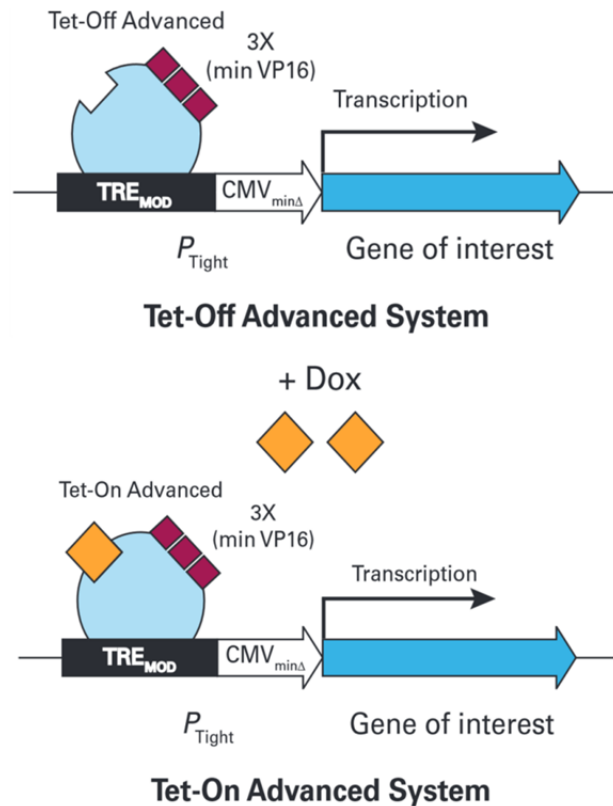 Tet-Off Advanced
3X
(min VP16)
Transcription
TREMOD
CMVminΔ
PTight
Gene of interest
Tet-Off Advanced System
+ Dox
Tet-On Advanced
3X
(min VP16)
Transcription
TREMOD
CMVminΔ
PTight
Gene of interest
Tet-On Advanced System